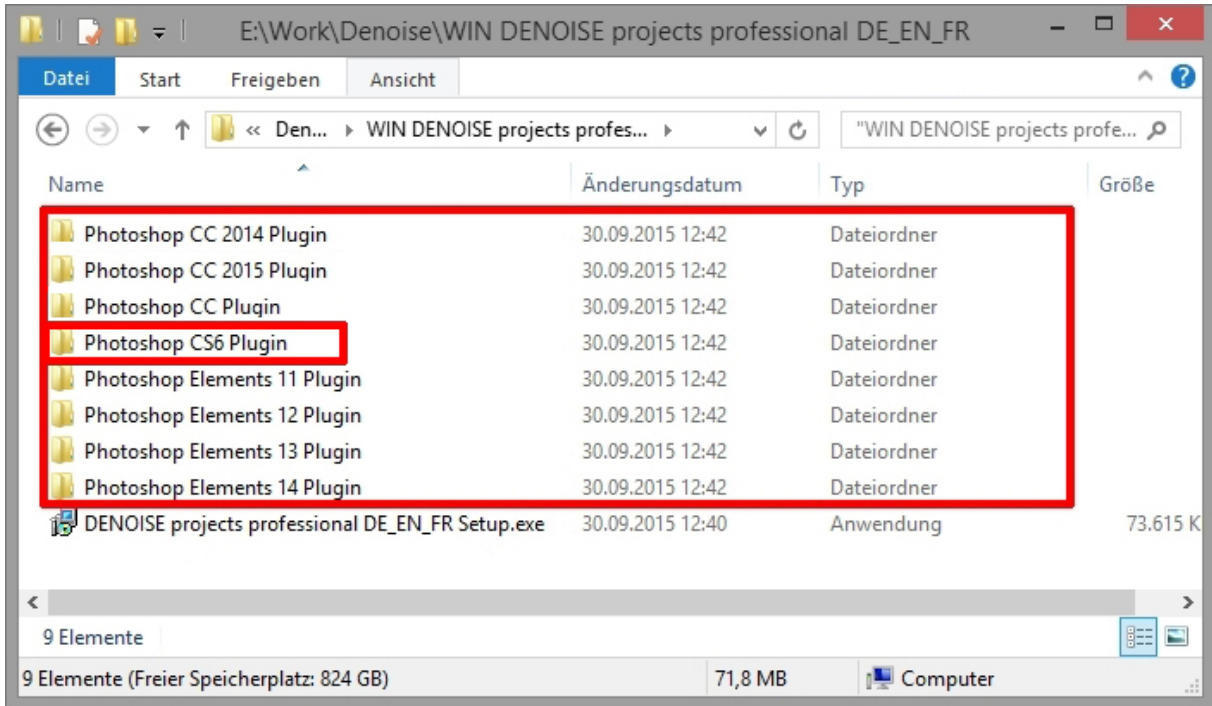 E:\Work\Denoise\WIN DENOISE projects professional DE_EN_FR
Datei Start Freigeben Ansicht
« Den... WIN DENOISE projects profes... "WIN DENOISE projects profe...
Name Änderungsdatum Typ Größe
Photoshop CC 2014 Plugin 30.09.2015 12:42 Dateiordner
Photoshop CC 2015 Plugin 30.09.2015 12:42 Dateiordner
Photoshop CC Plugin 30.09.2015 12:42 Dateiordner
Photoshop CS6 Plugin 30.09.2015 12:42 Dateiordner
Photoshop Elements 11 Plugin 30.09.2015 12:42 Dateiordner
Photoshop Elements 12 Plugin 30.09.2015 12:42 Dateiordner
Photoshop Elements 13 Plugin 30.09.2015 12:42 Dateiordner
Photoshop Elements 14 Plugin 30.09.2015 12:42 Dateiordner
DENOISE projects professional DE_EN_FR Setup.exe 30.09.2015 12:40 Anwendung 73.615 K
9 Elemente
9 Elemente (Freier Speicherplatz: 824 GB) 71,8 MB Computer